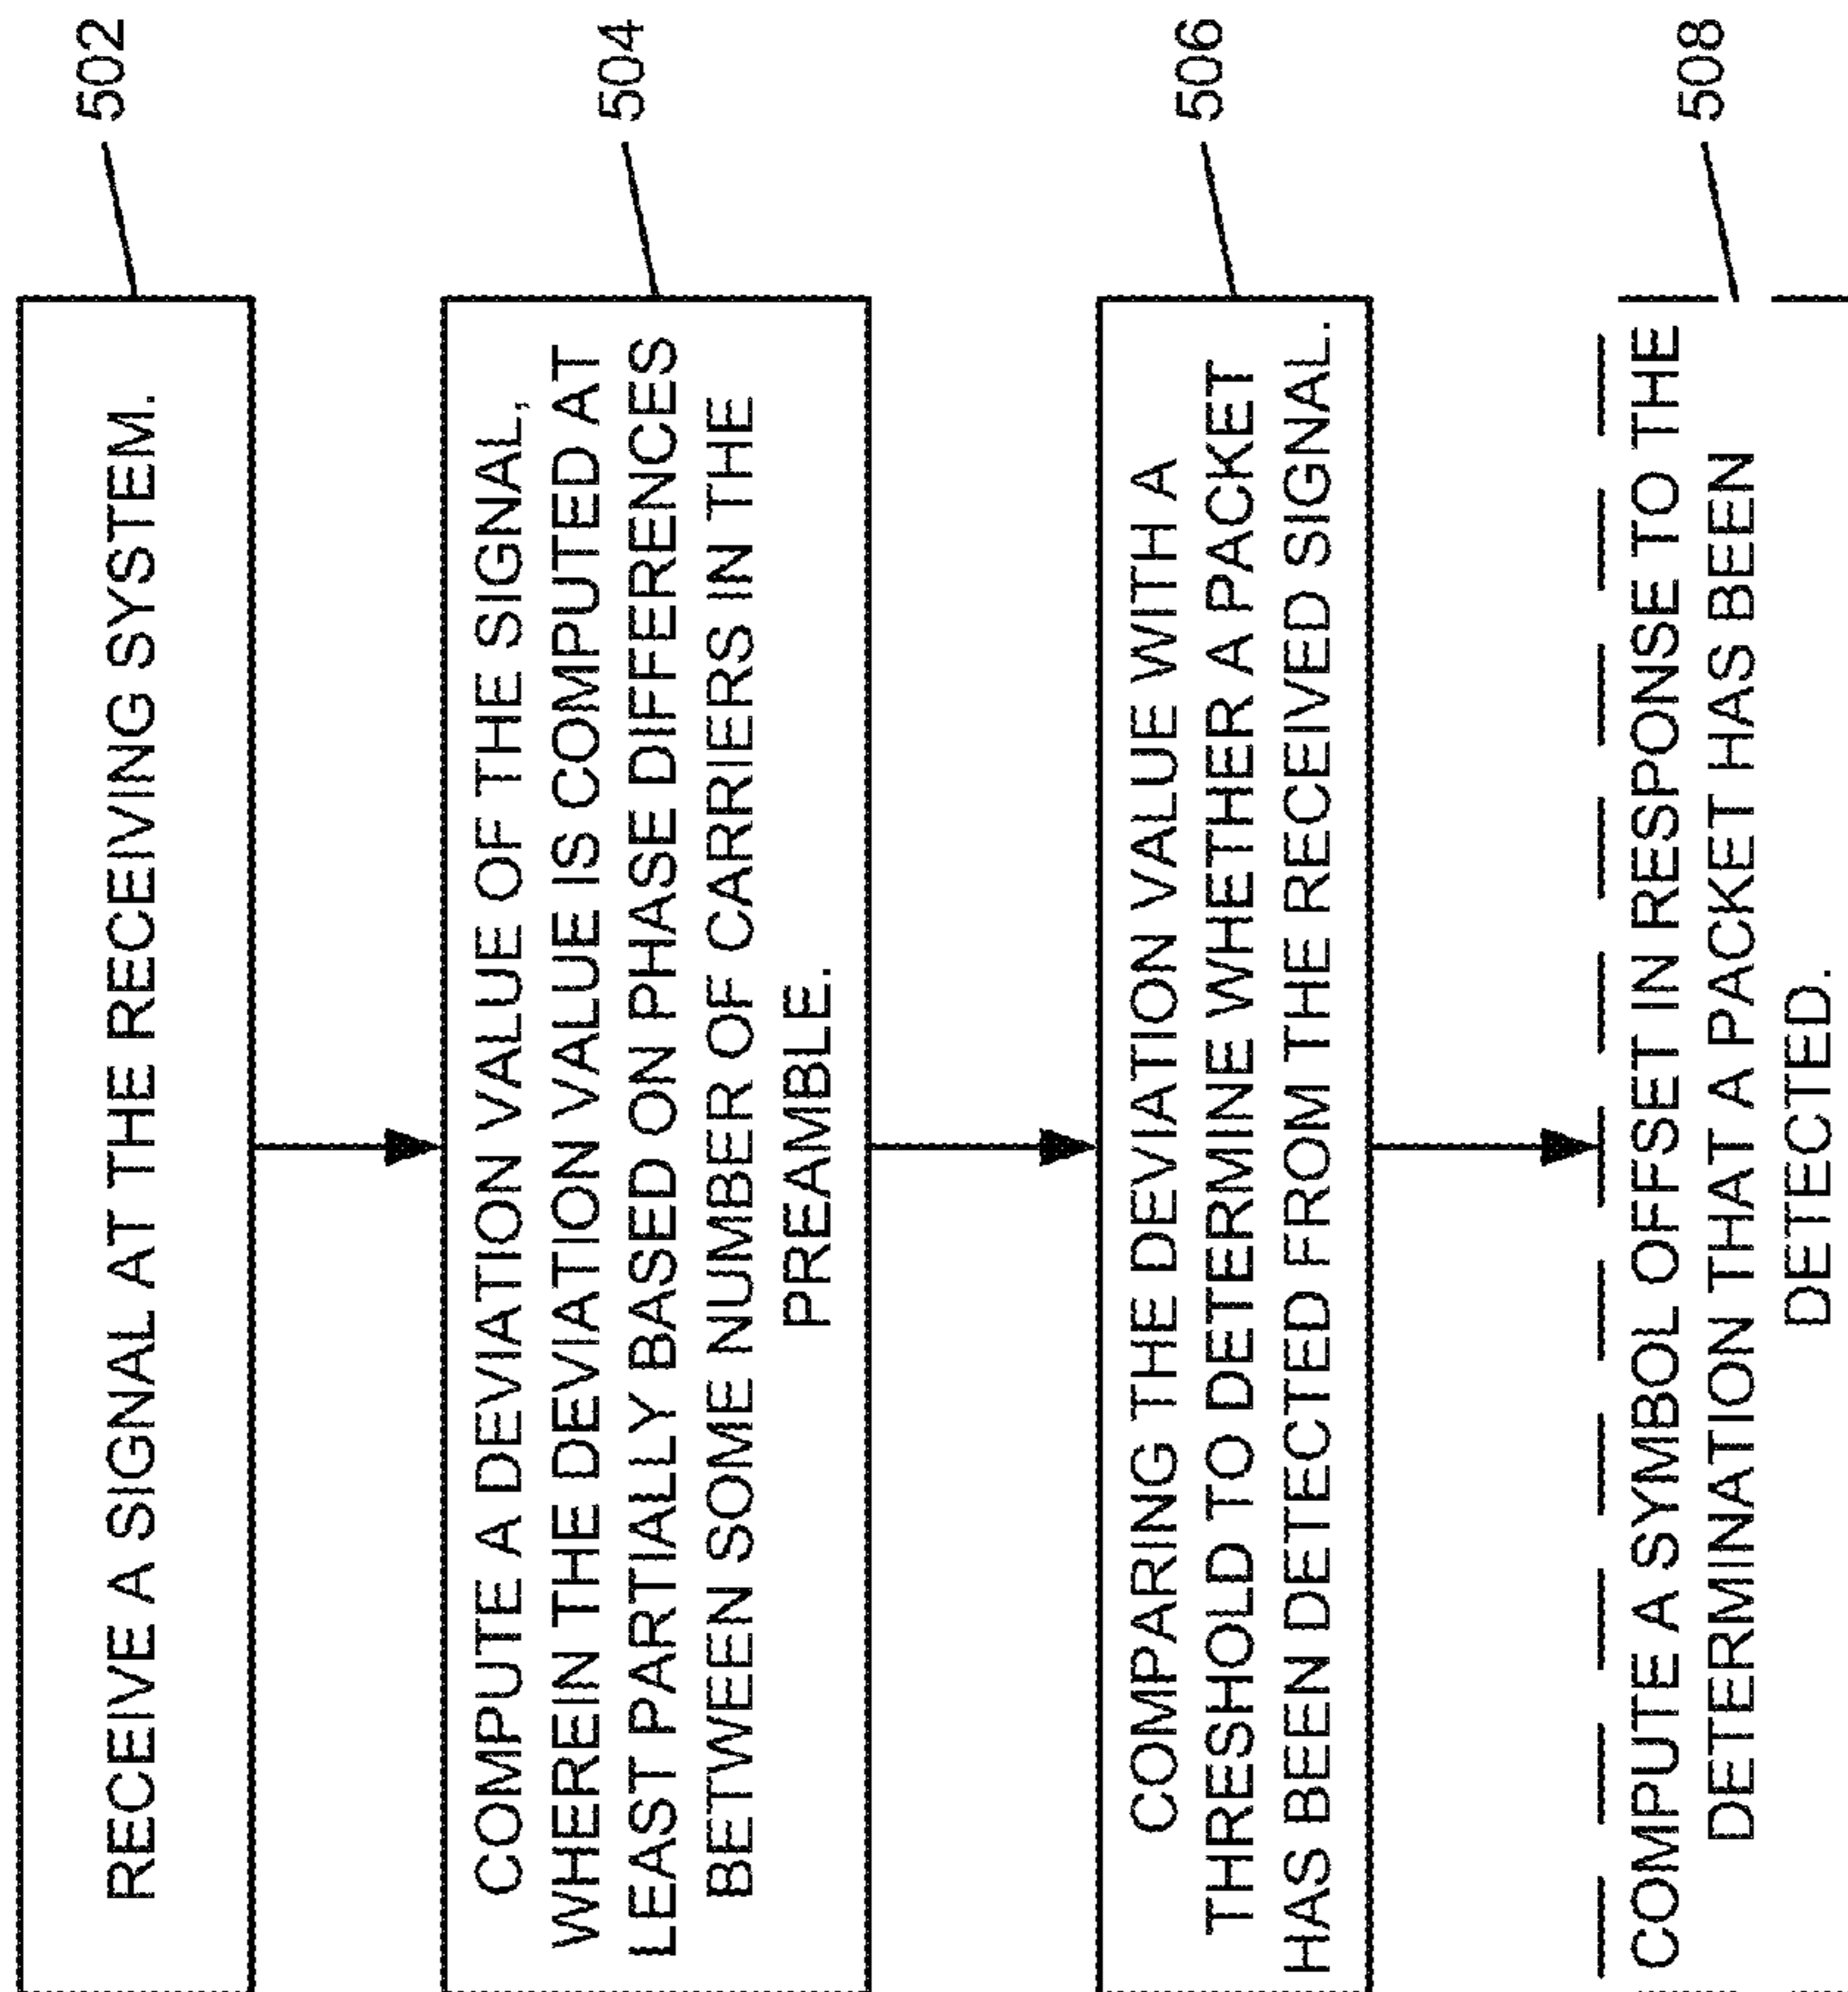 RECEIVE A SIGNAL AT THE RECEIVING SYSTEM.
502
COMPUTE A DEVIATION VALUE OF THE SIGNAL,
WHEREIN THE DEVIATION VALUE IS COMPUTED AT
LEAST PARTIALLY BASED ON PHASE DIFFERENCES
BETWEEN SOME NUMBER OF CARRIERS IN THE
PREAMBLE.
504
COMPARING THE DEVIATION VALUE WITH A
THRESHOLD TO DETERMINE WHETHER A PACKET
HAS BEEN DETECTED FROM THE RECEIVED SIGNAL.
506
COMPUTE A SYMBOL OFFSET IN RESPONSE TO THE
DETERMINATION THAT A PACKET HAS BEEN
DETECTED.
508